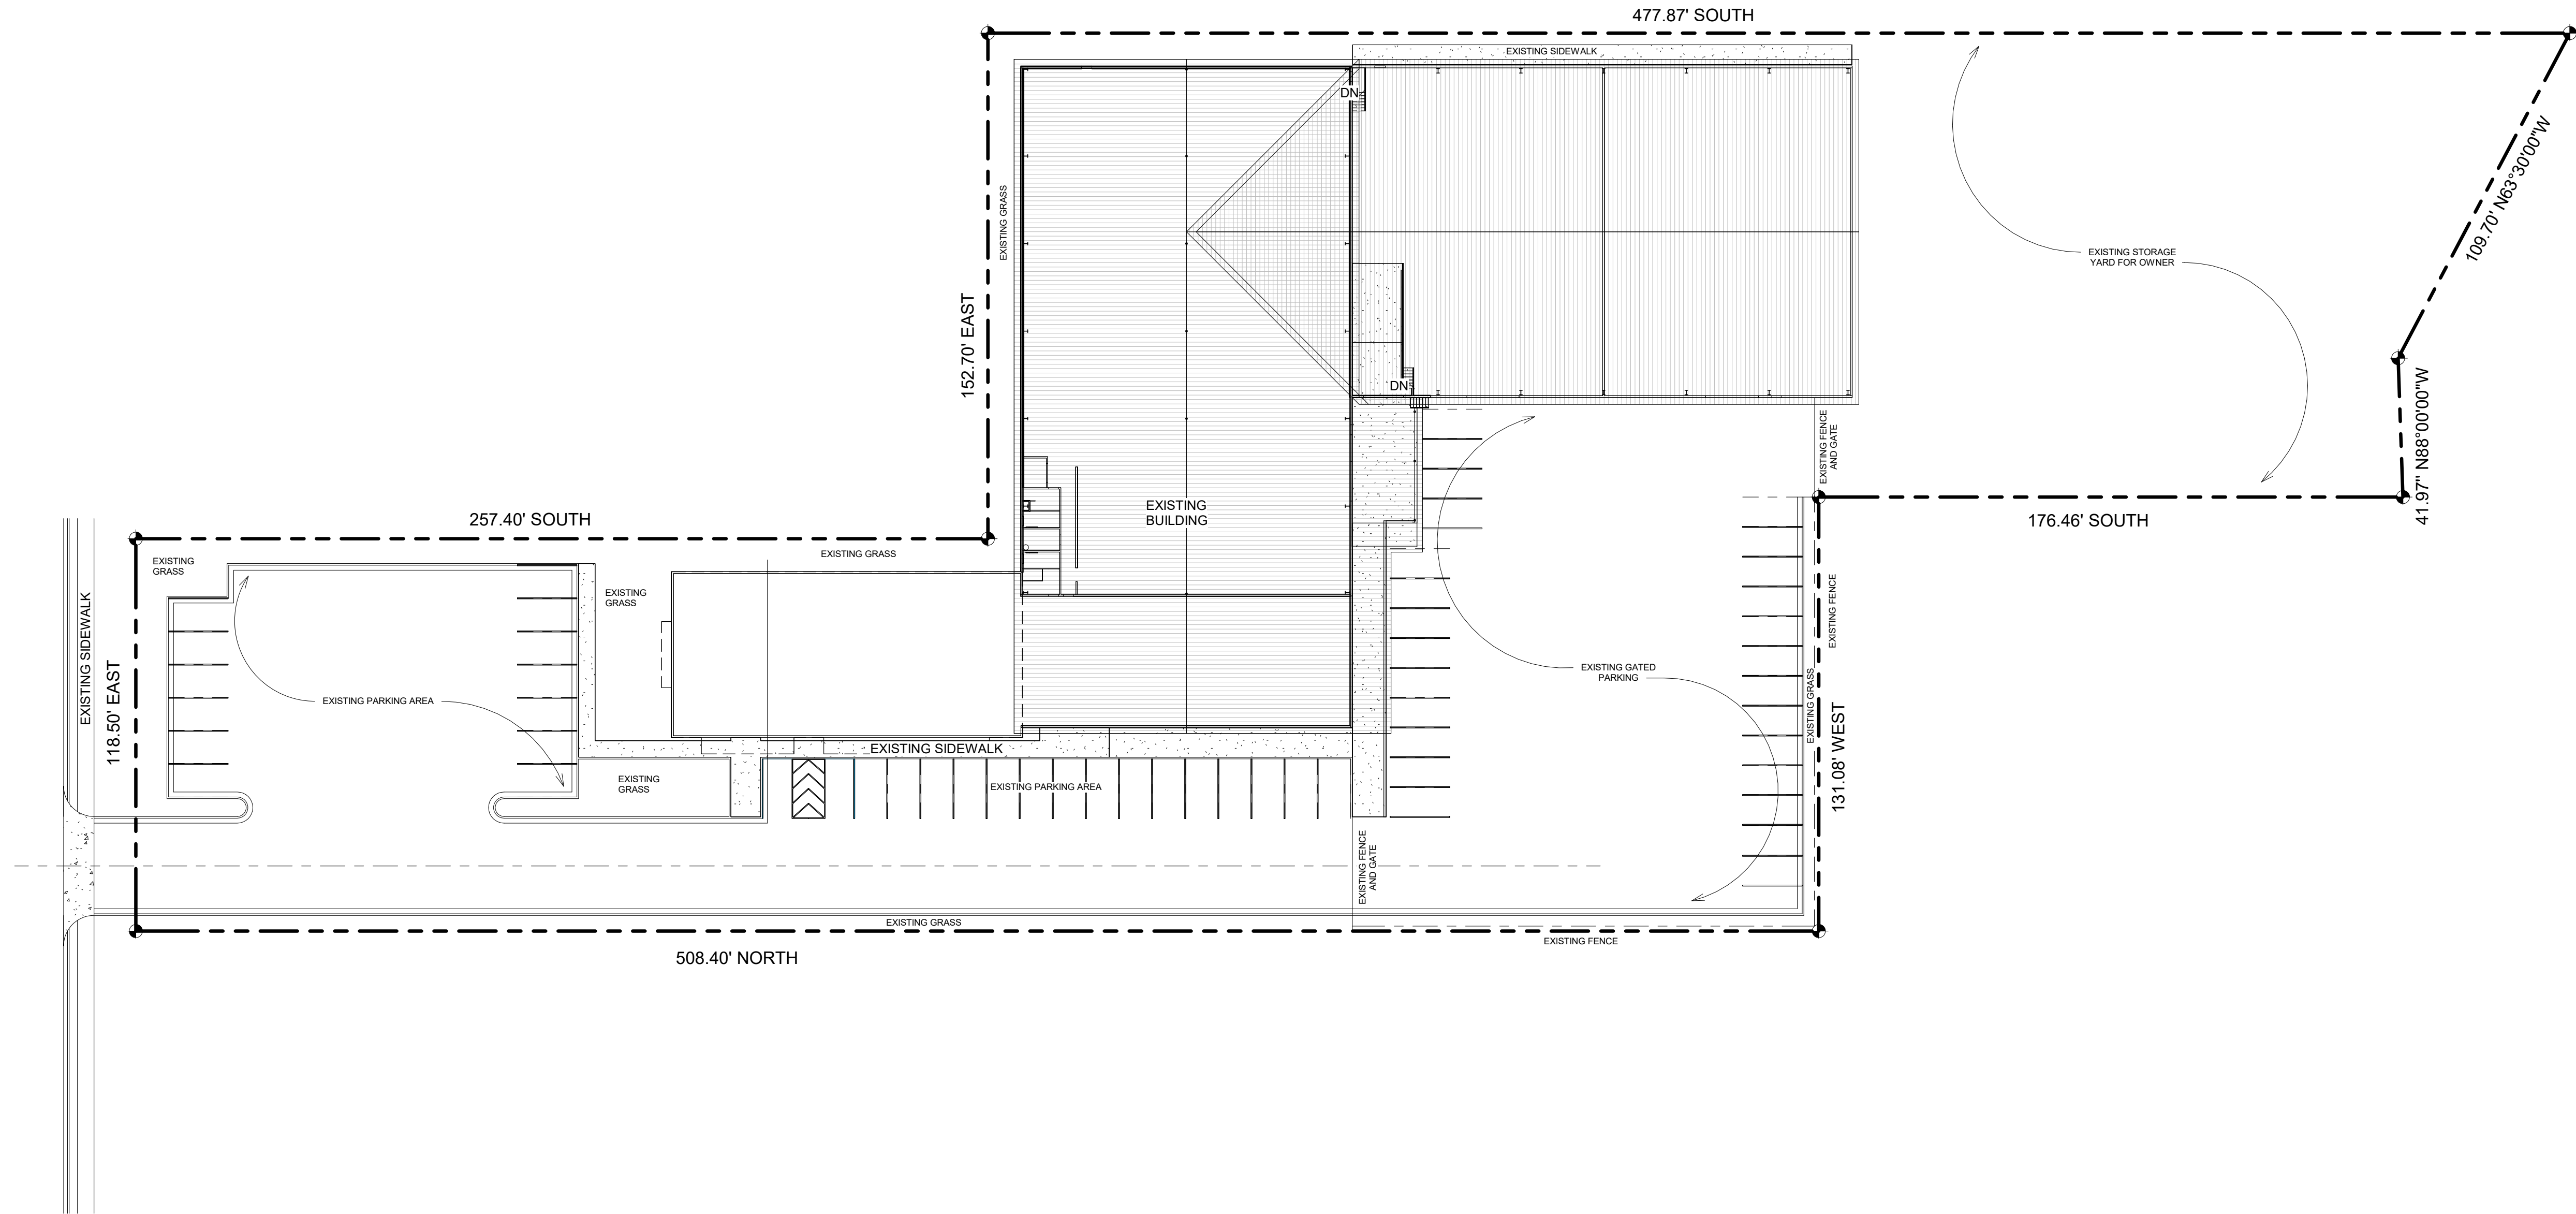 477.87' SOUTH
EXISTING SIDEWALK
DN
109.70' N63°30'00"W
EXISTING GRASS
EXISTING STORAGE
YARD FOR OWNER
152.70' EAST
DN
41.97" N88°00'00"W
EXISTING FENCE
AND GATE
EXISTING
BUILDING
257.40' SOUTH
176.46' SOUTH
EXISTING GRASS
EXISTING
GRASS
EXISTING
GRASS
EXISTING FENCE
EXISTING SIDEWALK
118.50' EAST
EXISTING PARKING AREA
EXISTING GATED
PARKING
EXISTING GRASS
131.08' WEST
EXISTING SIDEWALK
EXISTING
GRASS
EXISTING PARKING AREA
EXISTING FENCE
AND GATE
EXISTING GRASS
EXISTING FENCE
508.40' NORTH